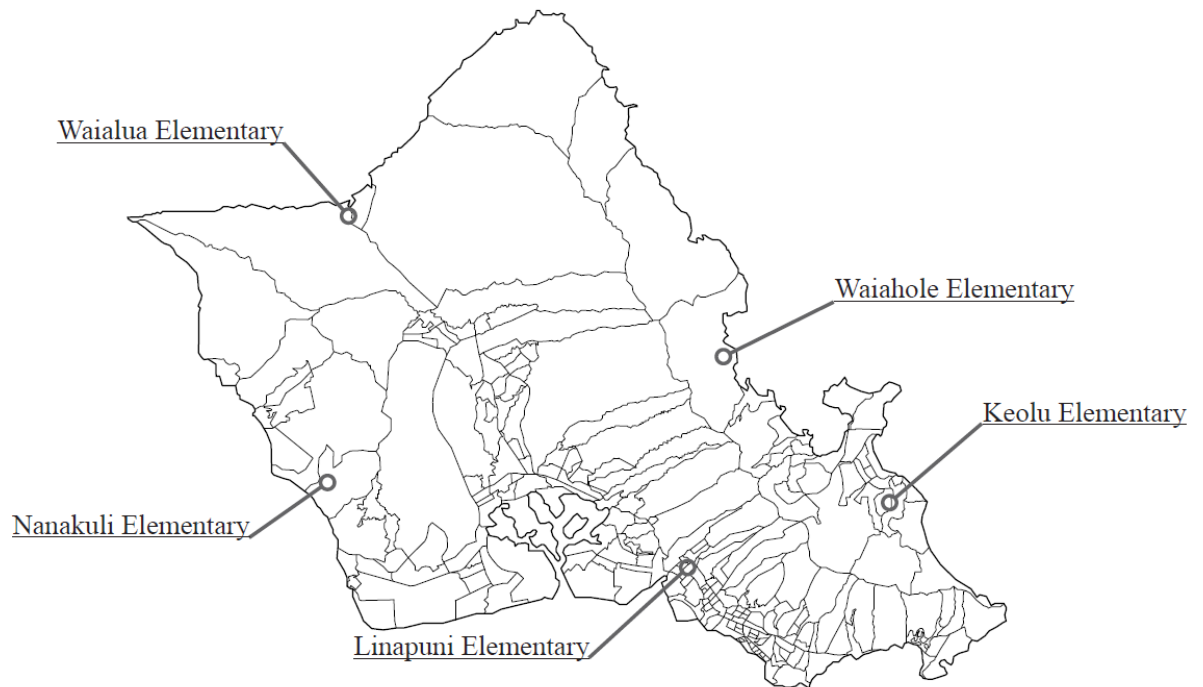 Waialua Elementary
Waiahole Elementary
Keolu Elementary
Nanakuli Elementary
Linapuni Elementary